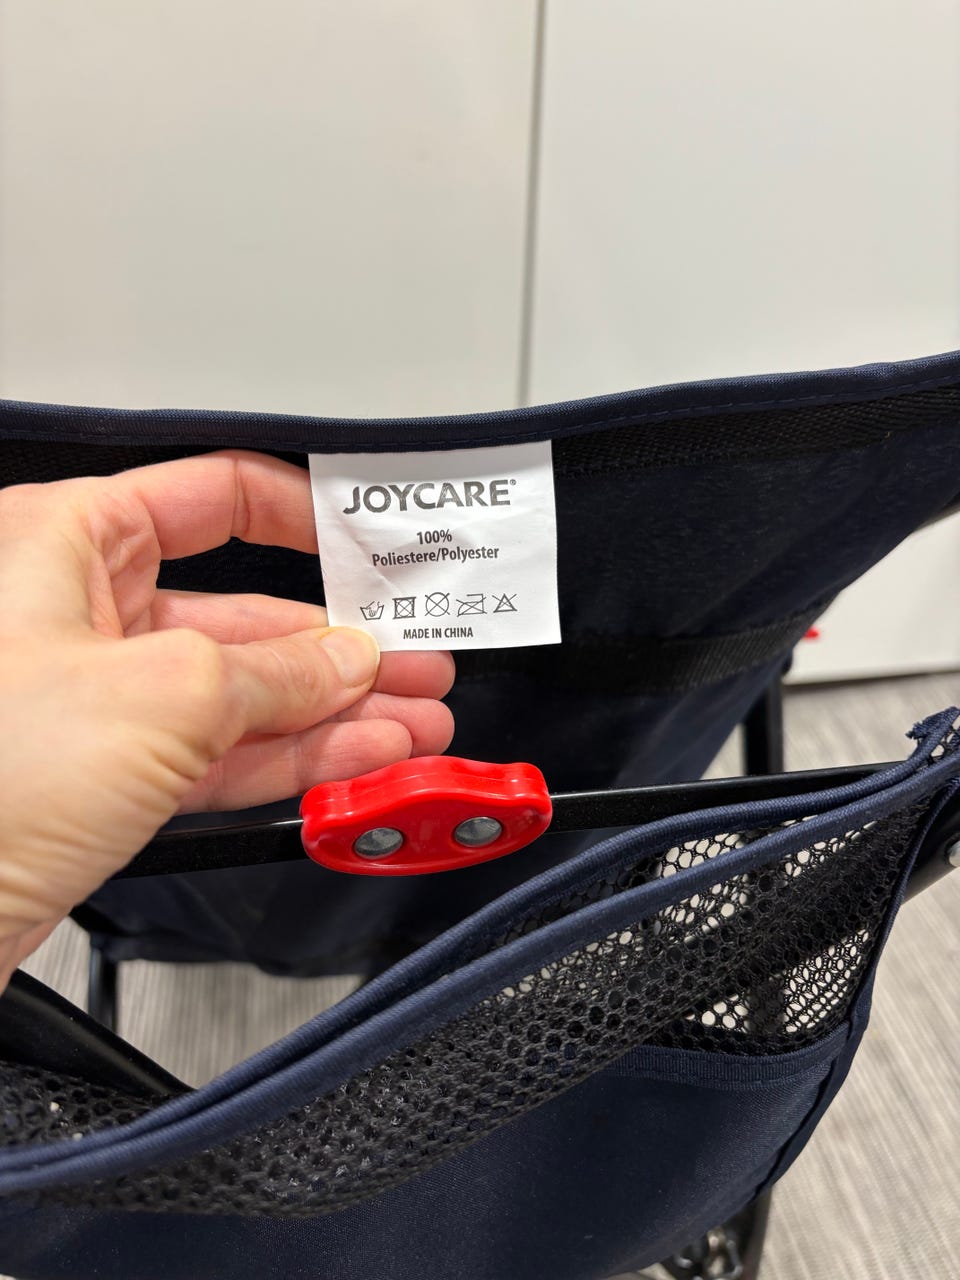 JOYCARE®
100%
Poliestere/Polyester
MADE IN CHINA